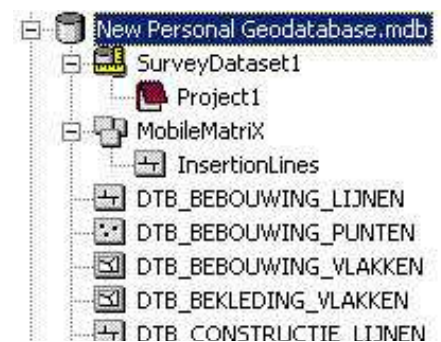 New Personal Geodatabase.mdb
SurveyDataset1
Project1
MobileMatriX
InsertionLines
DTB_BEBOUWING_LIJNEN
DTB_BEBOUWING_PUNTEN
DTB_BEBOUWING_VLAKKEN
DTB_BEKLEDING_VLAKKEN
DTB_CONSTRUCTIE_LIJNEN